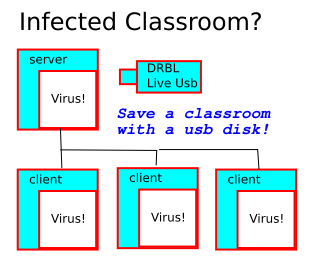 Infected Classroom?
server
Virus!
DRBL
Live Usb
Save a classroom
with a usb disk!
client
Virus!
client
Virus!
client
Virus!